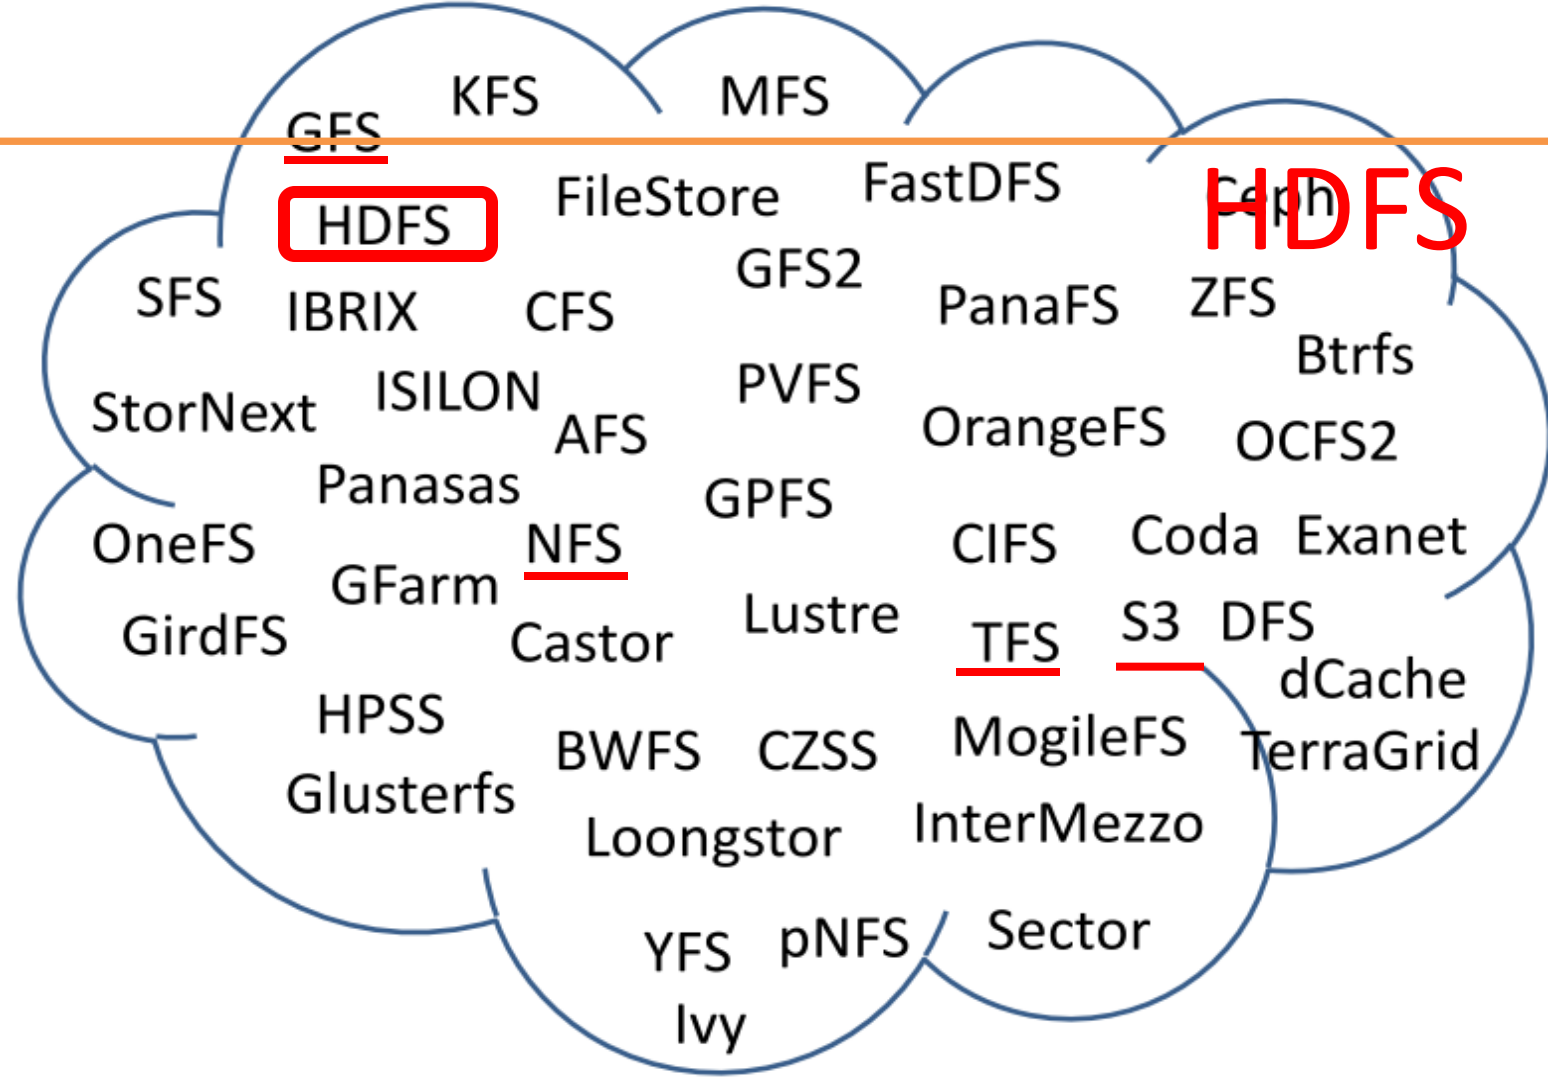 KFS
MFS
GFS
FileStore
FastDFS
Ceph
HDFS
HDFS
GFS2
SFS
IBRIX
CFS
PanaFS
ZFS
Btrfs
ISILON
PVFS
StorNext
AFS
OrangeFS
OCFS2
Panasas
GPFS
OneFS
NFS
CIFS
Coda
Exanet
GFarm
Lustre
S3
DFS
GirdFS
Castor
TFS
dCache
HPSS
BWFS
CZSS
MogileFS
TerraGrid
Glusterfs
Loongstor
InterMezzo
YFS
pNFS
Sector
Ivy